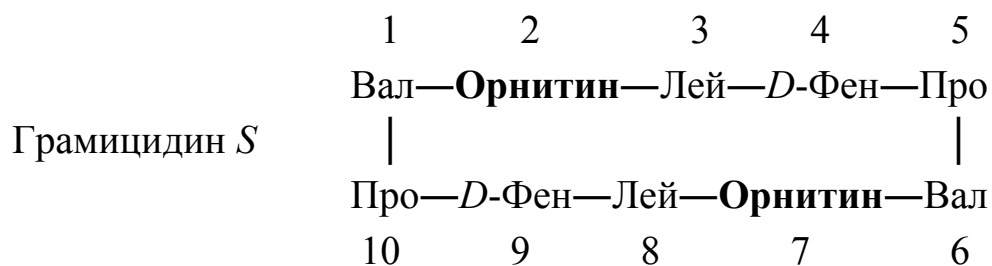 1 2 3 4 5
Вал—Орнитин—Лей—D-Фен—Про
Грамицидин S
Про—D-Фен—Лей—Орнитин—Вал
10 9 8 7 6